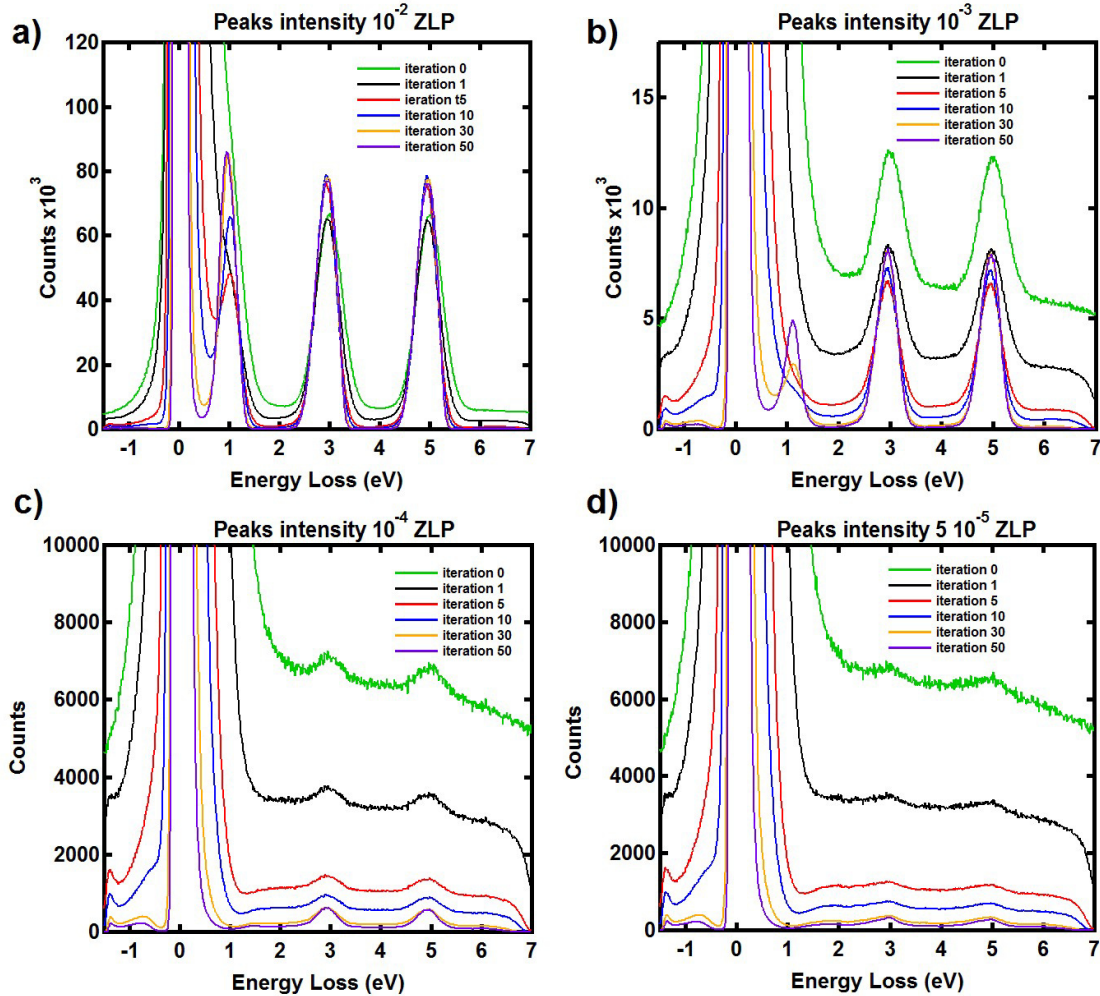 a)
Peaks intensity 10⁻² ZLP
120
100
80
60
40
20
0
Counts x10³
iteration 0
iteration 1
ieration t5
iteration 10
iteration 30
iteration 50
-1 0 1 2 3 4 5 6 7
Energy Loss (eV)
b)
Peaks intensity 10⁻³ ZLP
15
10
5
0
Counts x10³
iteration 0
iteration 1
iteration 5
iteration 10
iteration 30
iteration 50
-1 0 1 2 3 4 5 6 7
Energy Loss (eV)
c)
Peaks intensity 10⁻⁴ ZLP
10000
8000
6000
4000
2000
0
Counts
iteration 0
iteration 1
iteration 5
iteration 10
iteration 30
iteration 50
-1 0 1 2 3 4 5 6 7
Energy Loss (eV)
d)
Peaks intensity 5 10⁻⁵ ZLP
10000
8000
6000
4000
2000
0
Counts
iteration 0
iteration 1
iteration 5
iteration 10
iteration 30
iteration 50
-1 0 1 2 3 4 5 6 7
Energy Loss (eV)